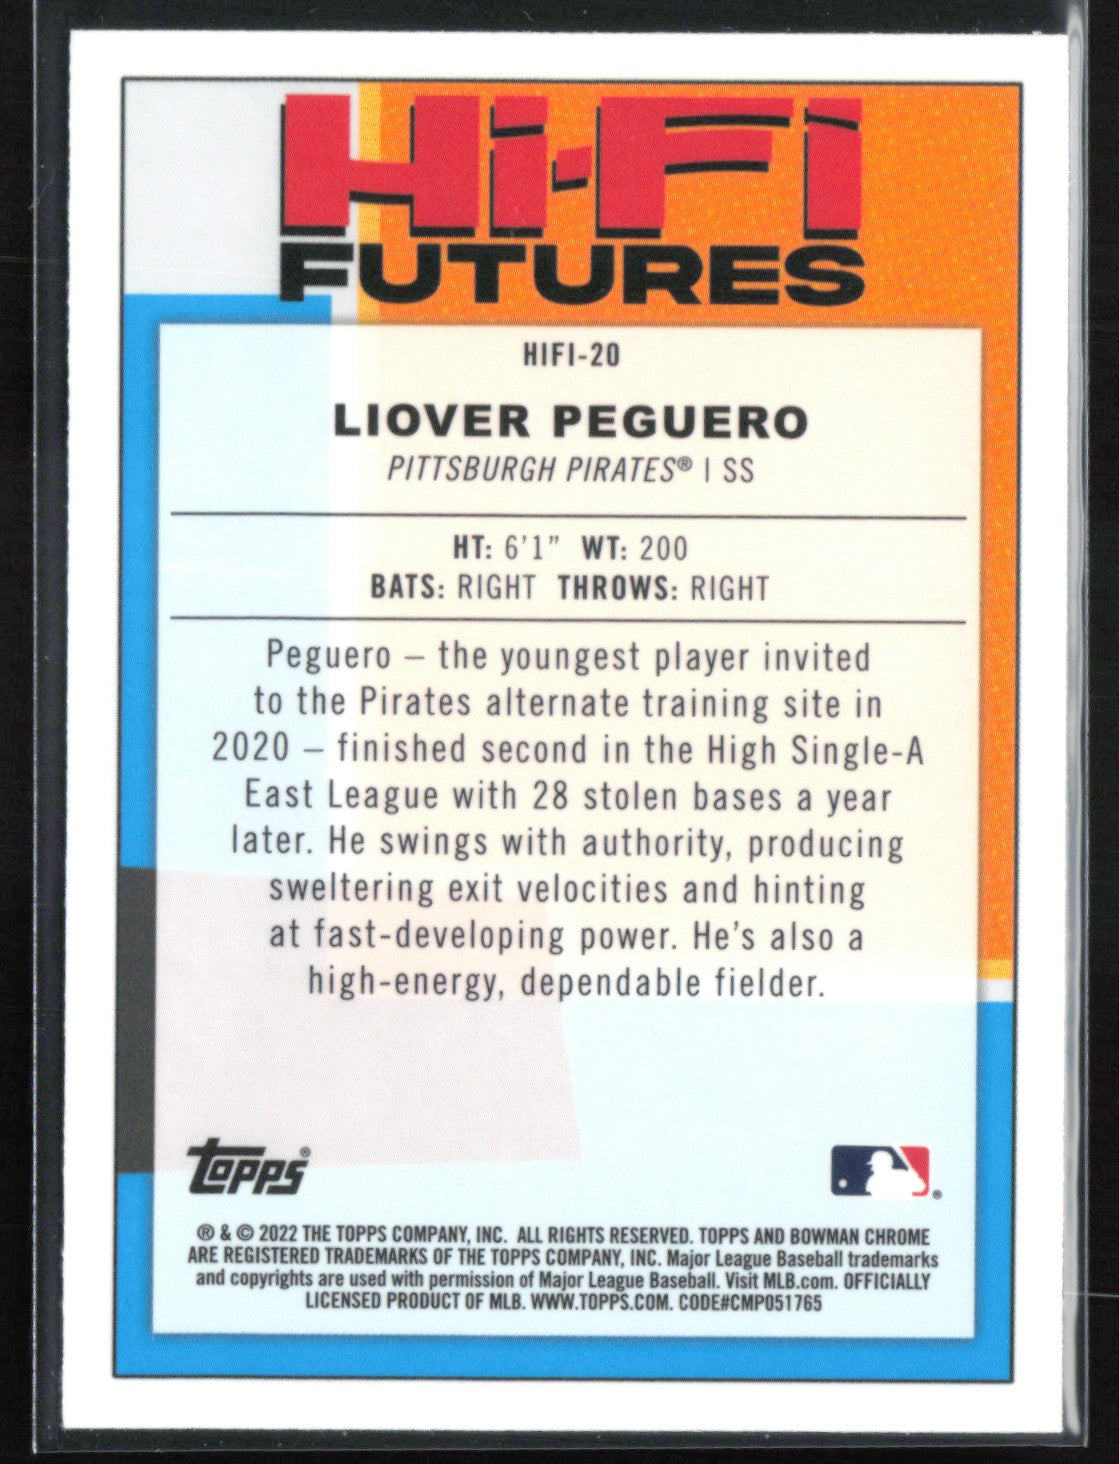 Hi-Fi
FUTURES
HIFI-20
LIOVER PEGUERO
PITTSBURGH PIRATES® | SS
HT: 6'1" WT: 200
BATS: RIGHT THROWS: RIGHT
Peguero – the youngest player invited
to the Pirates alternate training site in
2020 – finished second in the High Single-A
East League with 28 stolen bases a year
later. He swings with authority, producing
sweltering exit velocities and hinting
at fast-developing power. He's also a
high-energy, dependable fielder.
Topps®
®
® & © 2022 THE TOPPS COMPANY, INC. ALL RIGHTS RESERVED. TOPPS AND BOWMAN CHROME
ARE REGISTERED TRADEMARKS OF THE TOPPS COMPANY, INC. Major League Baseball trademarks
and copyrights are used with permission of Major League Baseball. Visit MLB.com. OFFICIALLY
LICENSED PRODUCT OF MLB. WWW.TOPPS.COM. CODE#CMP051765